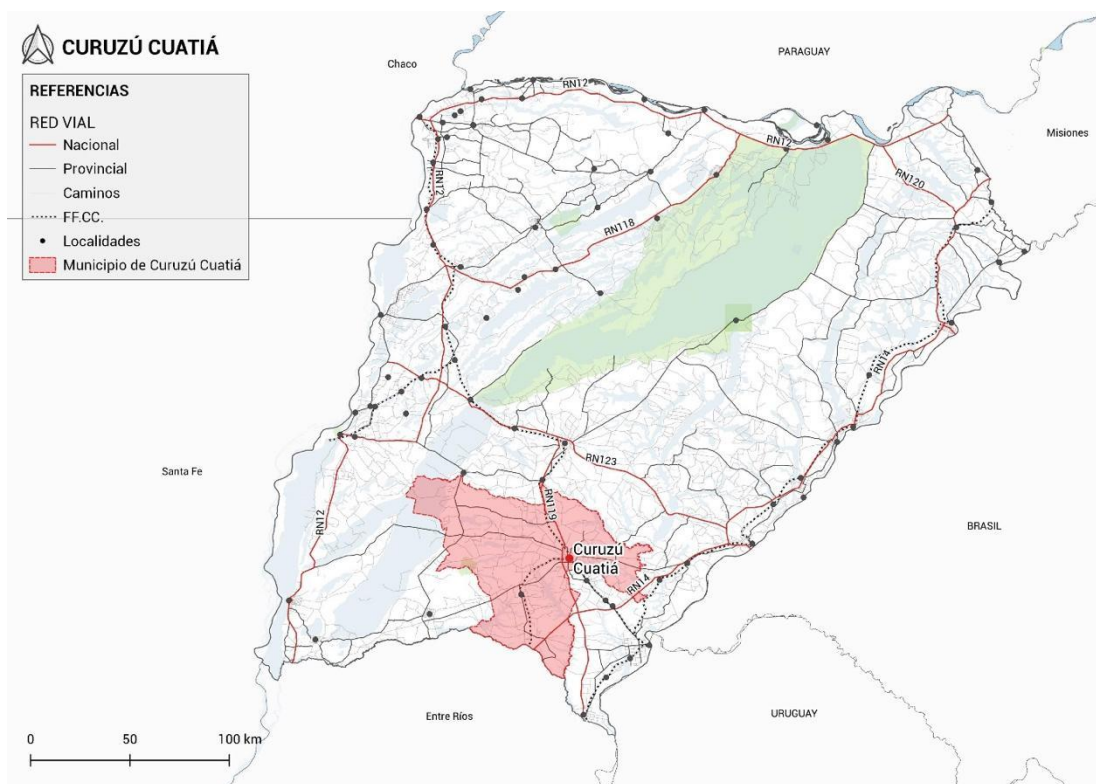 CURUZÚ CUATIÁ
REFERENCIAS
RED VIAL
Nacional
Provincial
Caminos
FF.CC.
Localidades
Municipio de Curuzú Cuatiá
PARAGUAY
Chaco
RN12
Misiones
RN12
RN12
RN120
RN118
RN14
Santa Fe
RN123
RN119
RN12
BRASIL
Curuzú
Cuatiá
RN14
Entre Ríos
URUGUAY
0 50 100 km